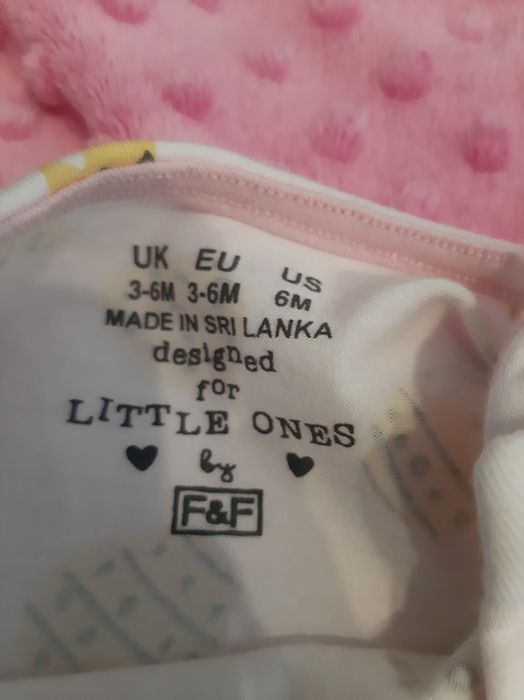 UK EU US
3-6M 3-6M 6M
MADE IN SRI LANKA
designed
for
LITTLE ONES
by
F&F